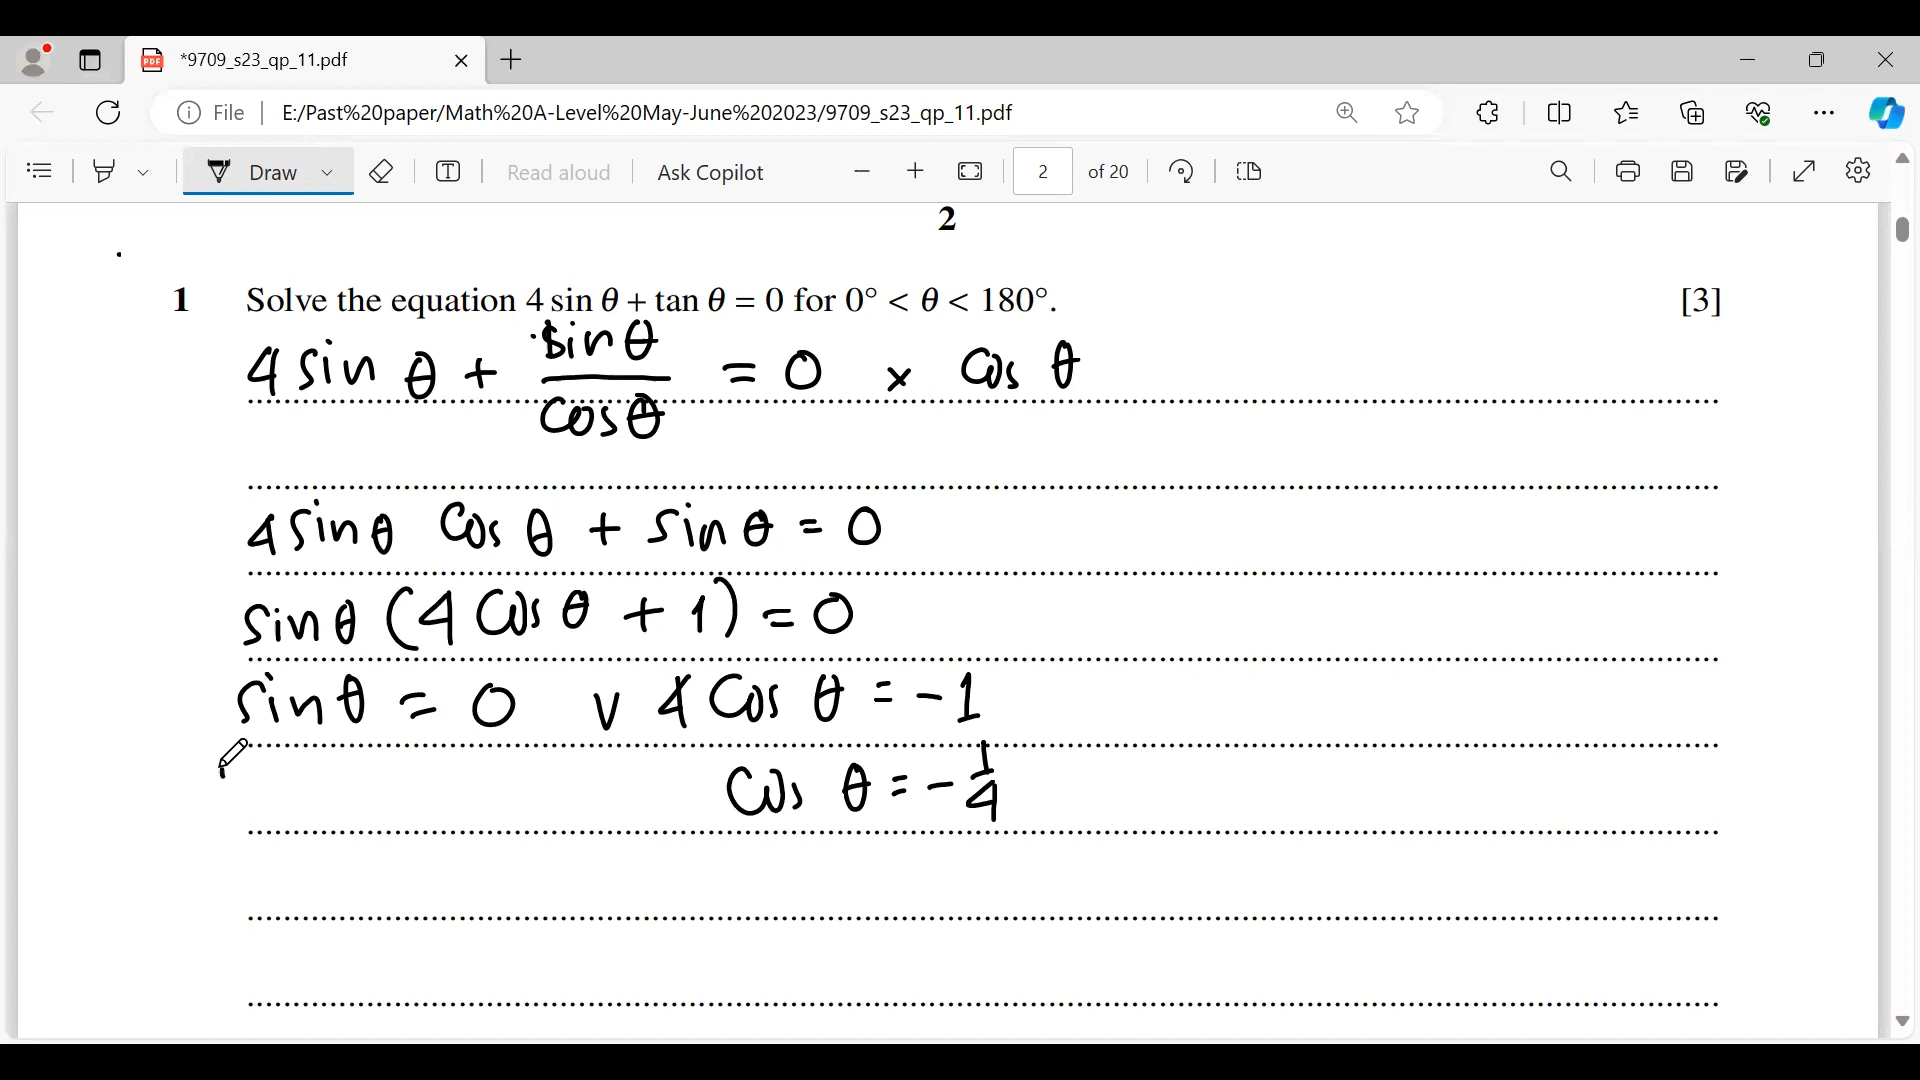 *9709_s23_qp_11.pdf
File
E:/Past%20paper/Math%20A-Level%20May-June%202023/9709_s23_qp_11.pdf
Draw
Read aloud
Ask Copilot
2
of 20
2
1 Solve the equation 4 sin θ + tan θ = 0 for 0° < θ < 180°. [3]
4 sin θ + sin θ / cos θ = 0 × cos θ
4 sin θ cos θ + sin θ = 0
sin θ (4 cos θ + 1) = 0
sin θ = 0 v 4 cos θ = -1
cos θ = - 1/4